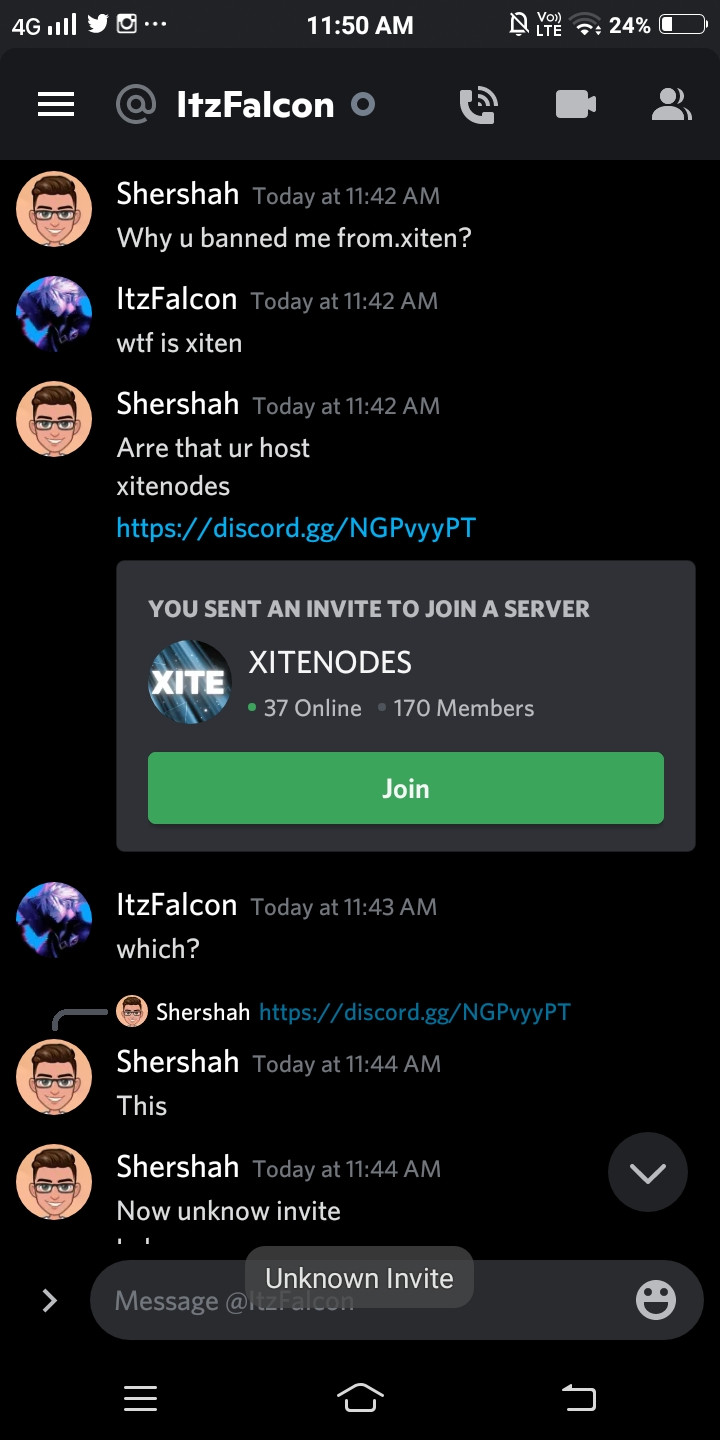 4G ... 11:50 AM Vo) LTE 24%
@ ItzFalcon
Shershah Today at 11:42 AM
Why u banned me from.xiten?
ItzFalcon Today at 11:42 AM
wtf is xiten
Shershah Today at 11:42 AM
Arre that ur host
xitenodes
https://discord.gg/NGPvyyPT
YOU SENT AN INVITE TO JOIN A SERVER
XITE
XITENODES
37 Online 170 Members
Join
ItzFalcon Today at 11:43 AM
which?
Shershah https://discord.gg/NGPvyyPT
Shershah Today at 11:44 AM
This
Shershah Today at 11:44 AM
Now unknow invite
Unknown Invite
Message @ItzFalcon